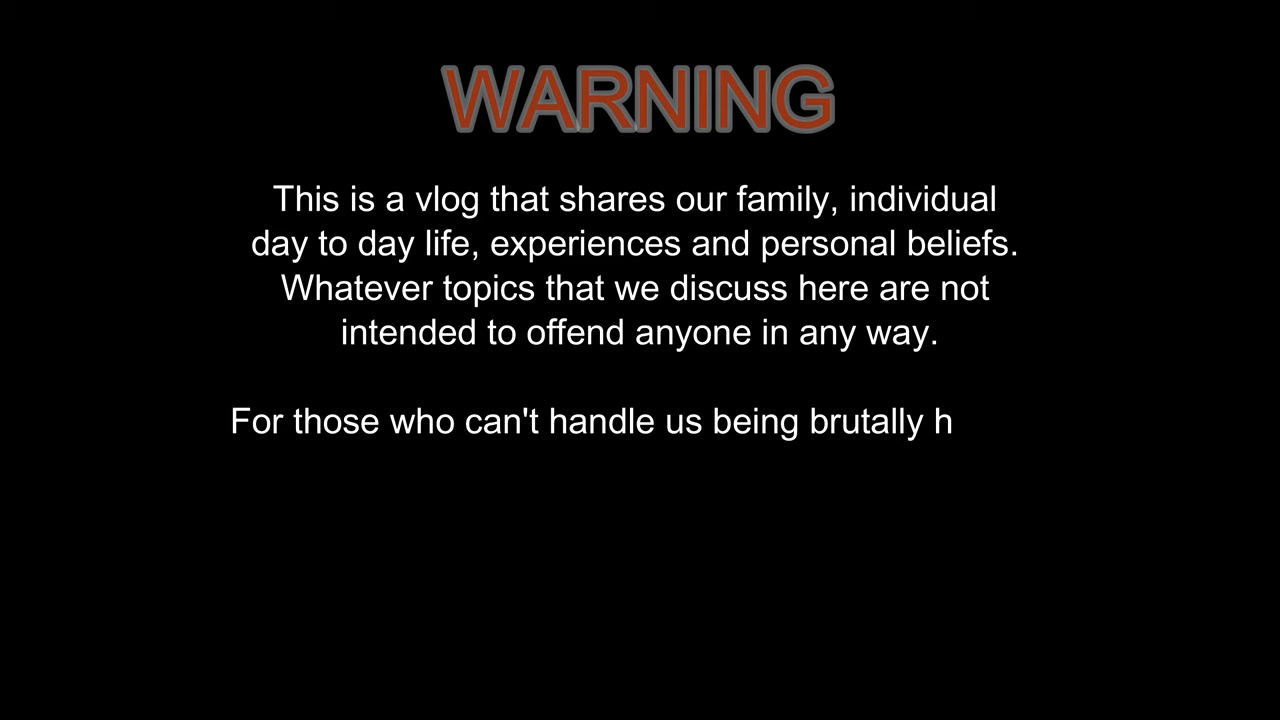 WARNING
This is a vlog that shares our family, individual
day to day life, experiences and personal beliefs.
Whatever topics that we discuss here are not
intended to offend anyone in any way.
For those who can't handle us being brutally h